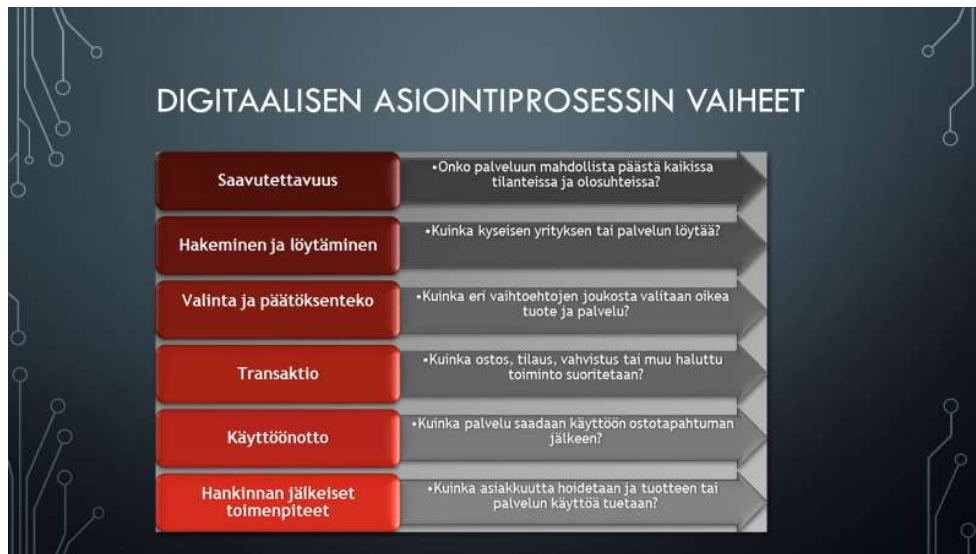 DIGITAALISEN ASIOINTIPROSESSIN VAIHEET
Saavutettavuus
•Onko palveluun mahdollista päästä kaikissa
tilanteissa ja olosuhteissa?
Hakeminen ja löytäminen
•Kuinka kyseisen yrityksen tai palvelun löytää?
Valinta ja päätöksenteko
•Kuinka eri vaihtoehtojen joukosta valitaan oikea
tuote ja palvelu?
Transaktio
•Kuinka ostos, tilaus, vahvistus tai muu haluttu
toiminto suoritetaan?
Käyttöönotto
•Kuinka palvelu saadaan käyttöön ostotapahtuman
jälkeen?
Hankinnan jälkeiset
toimenpiteet
•Kuinka asiakkuutta hoidetaan ja tuotteen tai
palvelun käyttöä tuetaan?